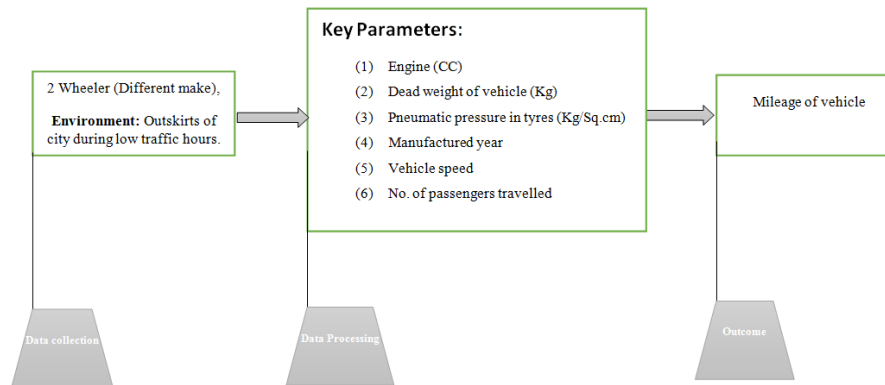 2 Wheeler (Different make),
Environment: Outskirts of
city during low traffic hours.
Key Parameters:
(1) Engine (CC)
(2) Dead weight of vehicle (Kg)
(3) Pneumatic pressure in tyres (Kg/Sq.cm)
(4) Manufactured year
(5) Vehicle speed
(6) No. of passengers travelled
Mileage of vehicle
Data collection
Data Processing
Outcome